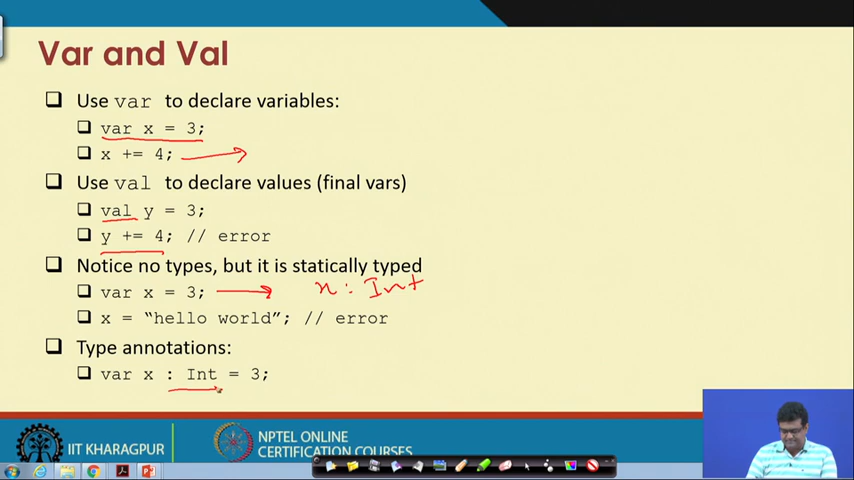 Var and Val
Use var to declare variables:
var x = 3;
x += 4;
Use val to declare values (final vars)
val y = 3;
y += 4; // error
Notice no types, but it is statically typed
var x = 3; x: Int
x = “hello world”; // error
Type annotations:
var x : Int = 3;
IIT KHARAGPUR
NPTEL ONLINE
CERTIFICATION COURSES